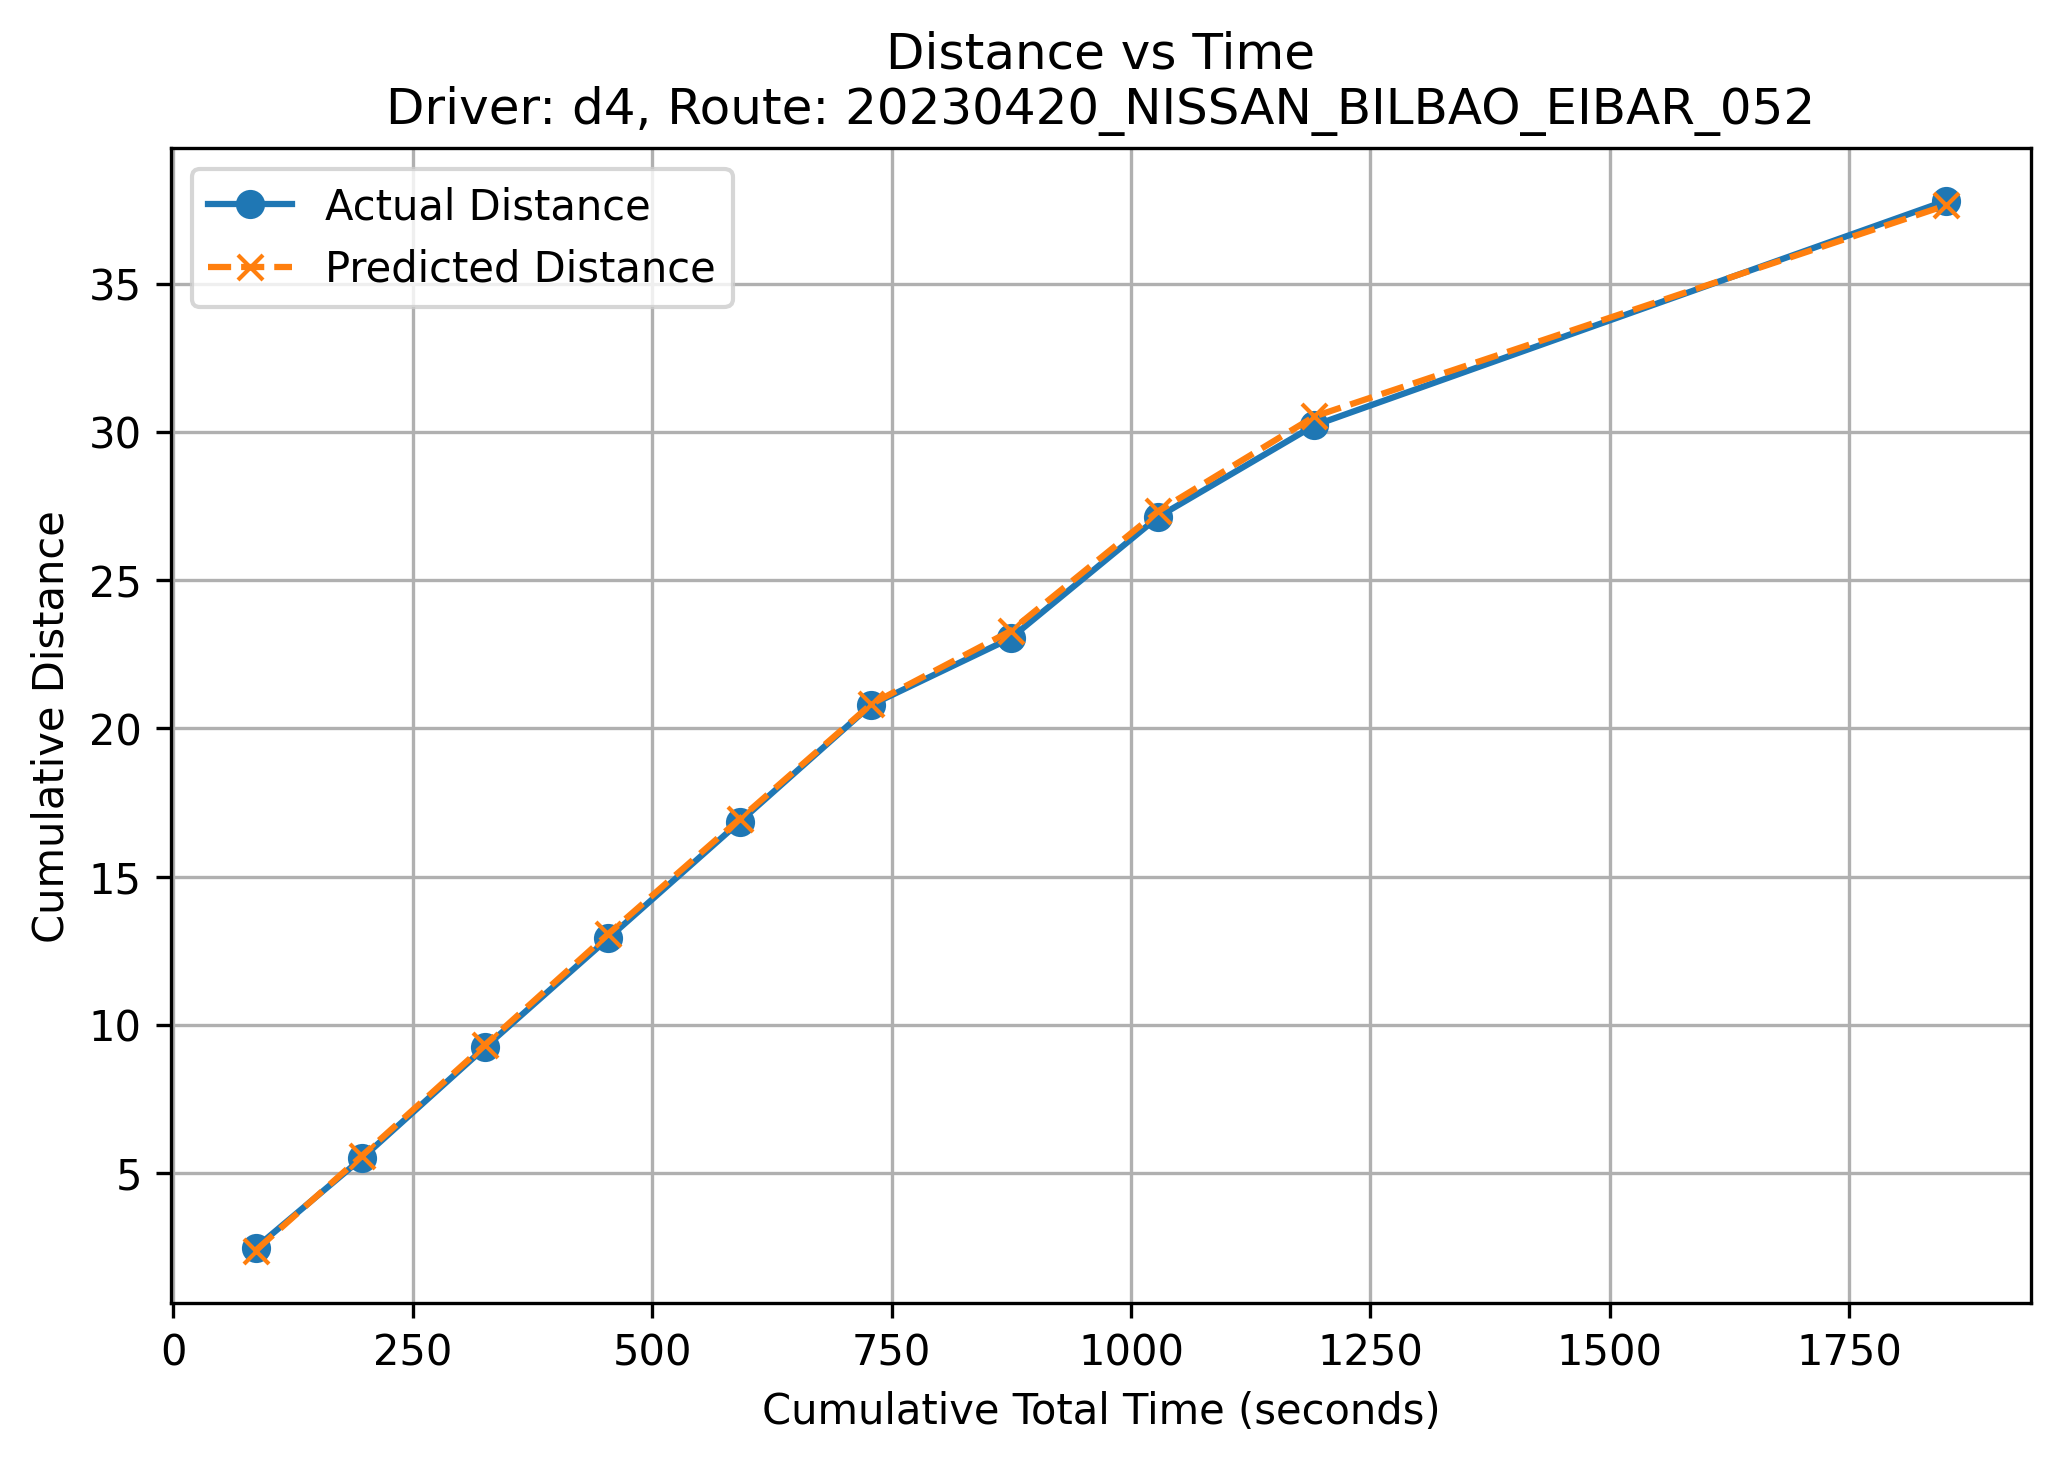 Distance vs Time
Driver: d4, Route: 20230420_NISSAN_BILBAO_EIBAR_052
Actual Distance
Predicted Distance
Cumulative Distance
35
30
25
20
15
10
5
0 250 500 750 1000 1250 1500 1750
Cumulative Total Time (seconds)